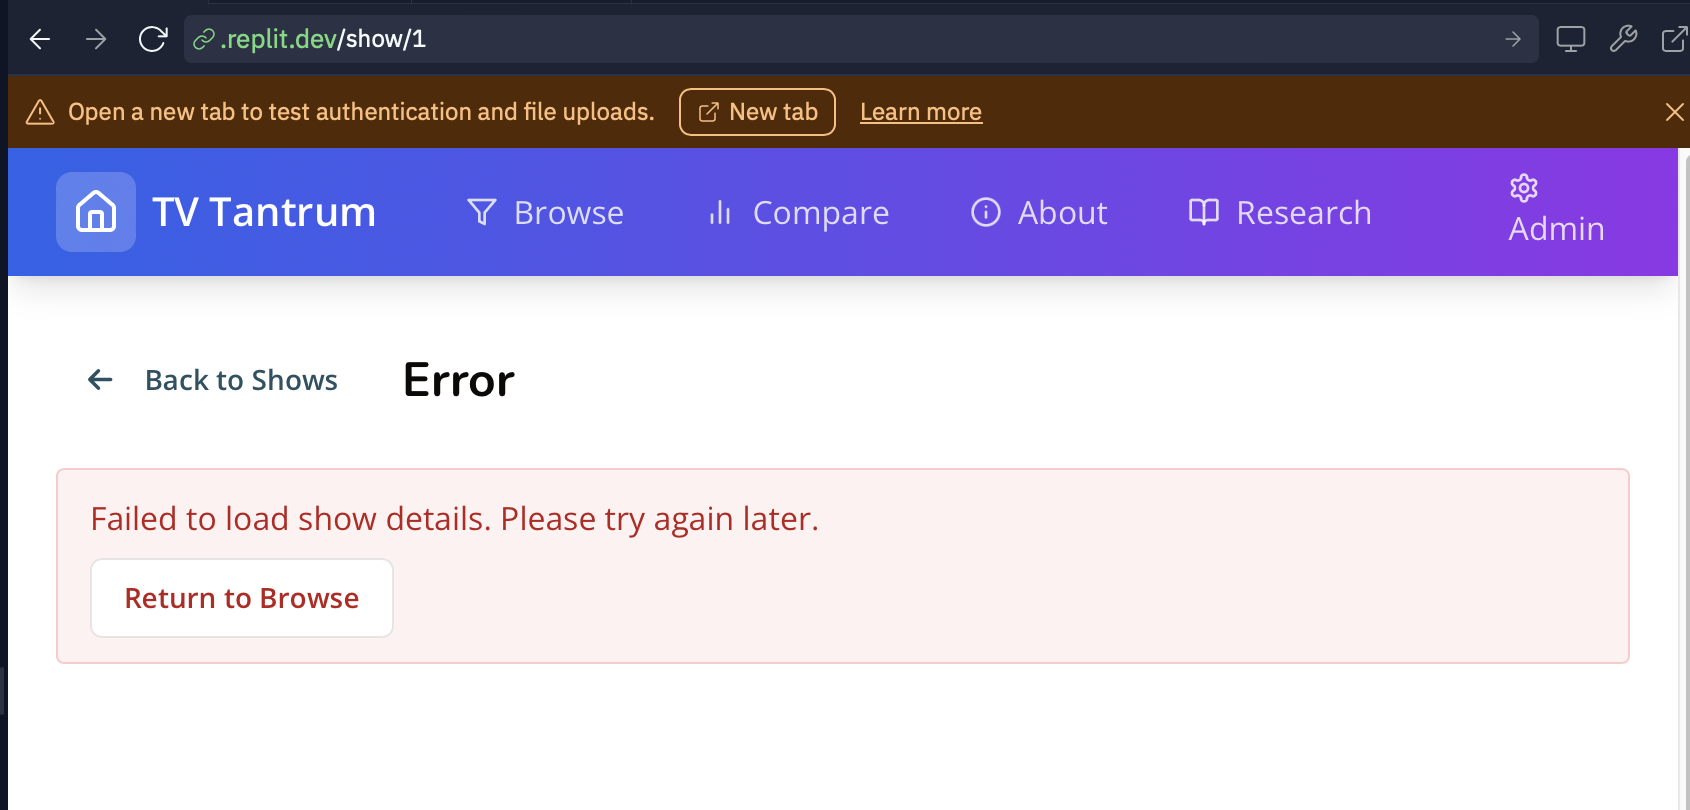 .replit.dev/show/1
Open a new tab to test authentication and file uploads. New tab Learn more
TV Tantrum Browse Compare About Research Admin
Back to Shows Error
Failed to load show details. Please try again later.
Return to Browse